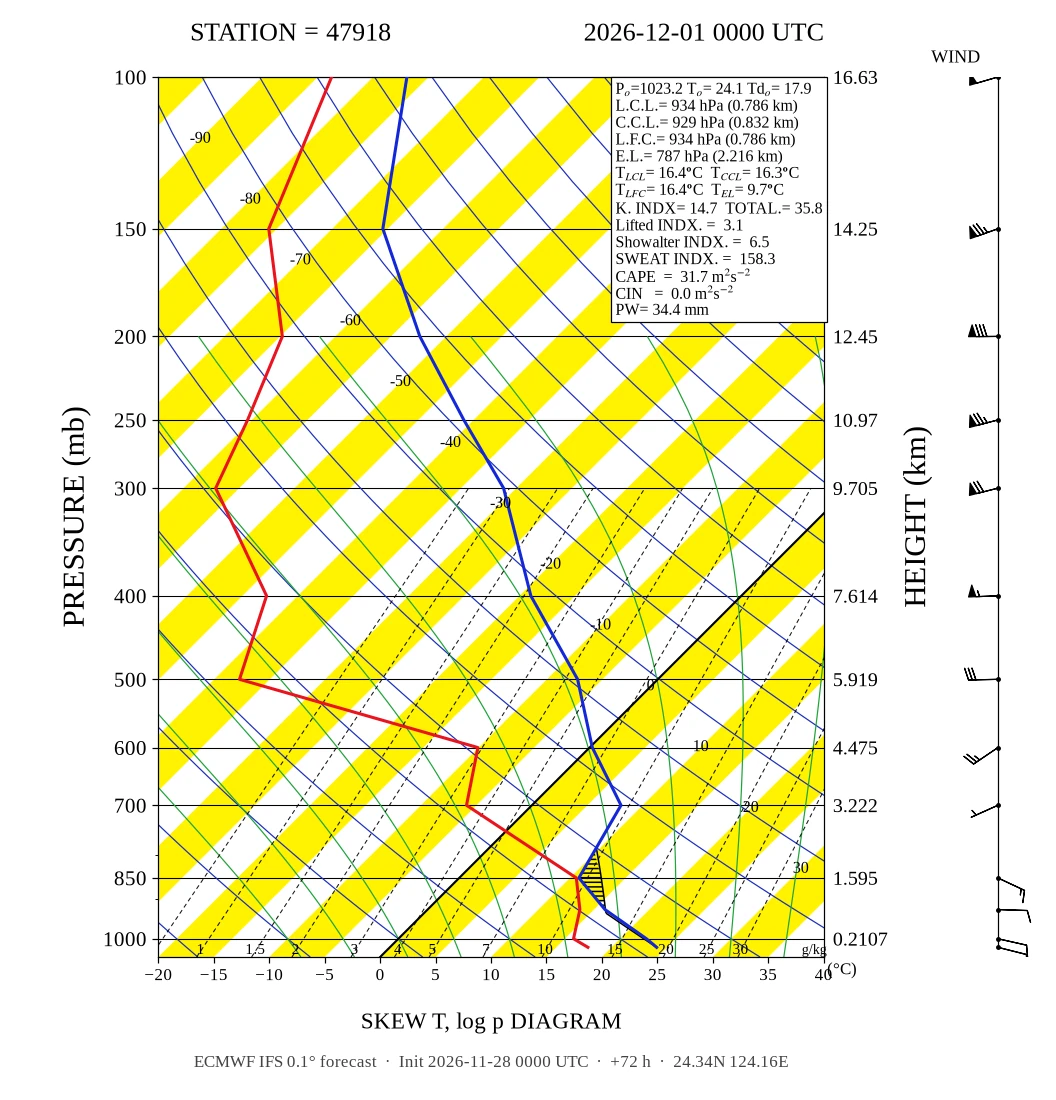 STATION = 47918
2026-12-01 0000 UTC
WIND
100
16.63
Pₒ=1023.2 Tₒ= 24.1 Tdₒ= 17.9
L.C.L.= 934 hPa (0.786 km)
C.C.L.= 929 hPa (0.832 km)
L.F.C.= 934 hPa (0.786 km)
E.L.= 787 hPa (2.216 km)
T_LCL= 16.4°C T_CCL= 16.3°C
T_LFC= 16.4°C T_EL= 9.7°C
K. INDX= 14.7 TOTAL.= 35.8
Lifted INDX. = 3.1
Showalter INDX. = 6.5
SWEAT INDX. = 158.3
CAPE = 31.7 m²s⁻²
CIN = 0.0 m²s⁻²
PW= 34.4 mm
-90
-80
150
14.25
-70
-60
200
12.45
-50
250
10.97
-40
300
9.705
-30
-20
400
7.614
-10
500
5.919
0
600
4.475
10
700
3.222
20
850
1.595
30
1000
0.2107
1 1.5 2 3 4 5 7 10 15 20 25 30 g/kg
−20 −15 −10 −5 0 5 10 15 20 25 30 35 40
(°C)
PRESSURE (mb)
HEIGHT (km)
SKEW T, log p DIAGRAM
ECMWF IFS 0.1° forecast · Init 2026-11-28 0000 UTC · +72 h · 24.34N 124.16E